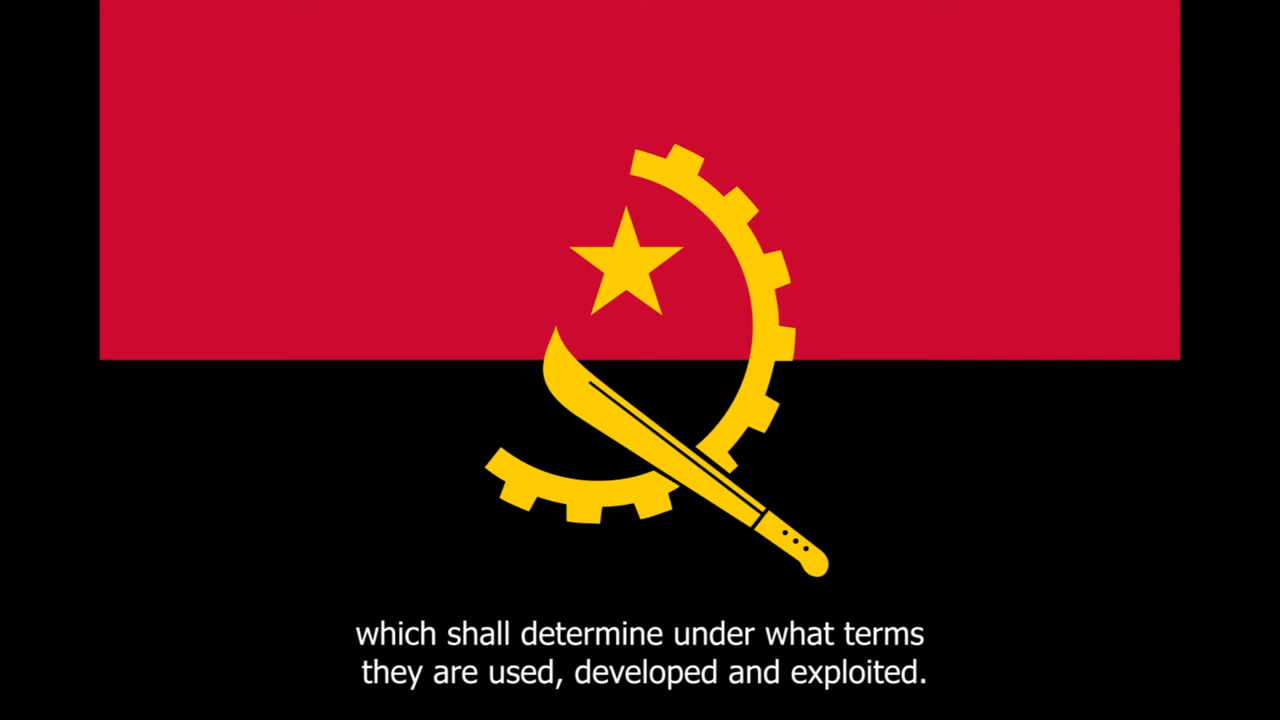 which shall determine under what terms
they are used, developed and exploited.